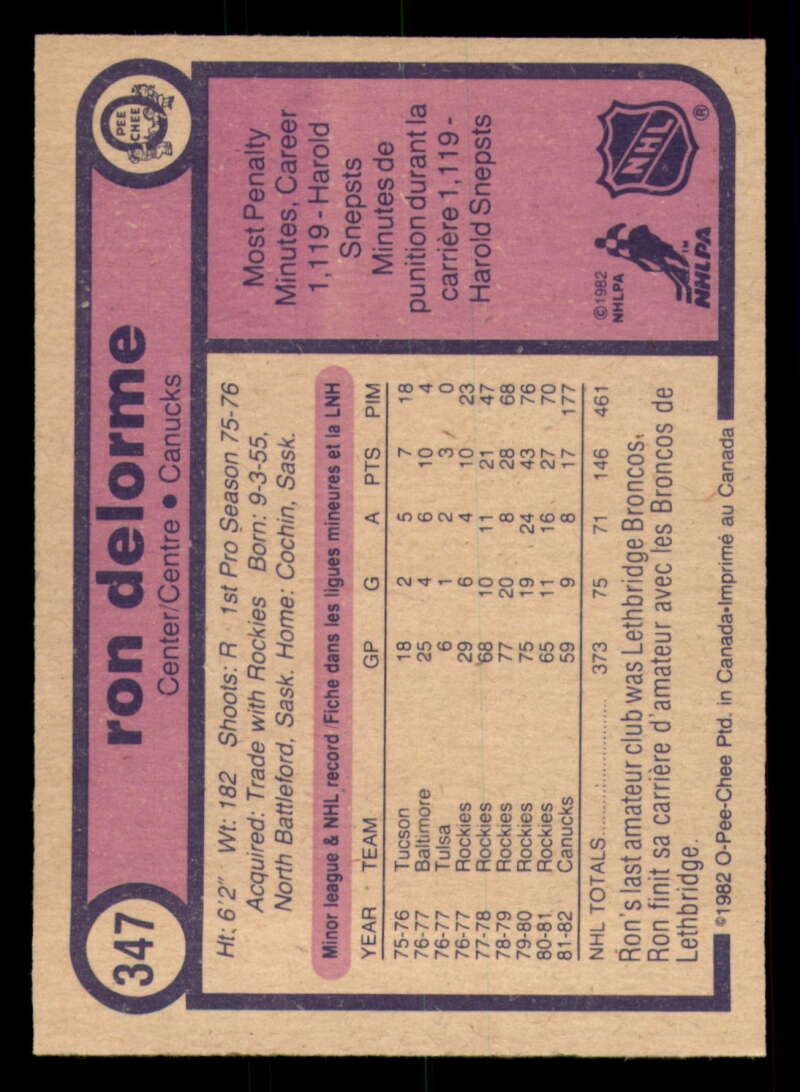 347
ron delorme
Center/Centre • Canucks
O
PEE
CHEE
Ht: 6'2" Wt: 182 Shoots: R 1st Pro Season 75-76
Acquired: Trade with Rockies Born: 9-3-55,
North Battleford, Sask. Home: Cochin, Sask.
Minor league & NHL record/Fiche dans les ligues mineures et la LNH
YEAR TEAM GP G A PTS PIM
75-76 Tucson 18 2 5 7 18
76-77 Baltimore 25 4 6 10 4
76-77 Tulsa 6 1 2 3 0
76-77 Rockies 29 6 4 10 23
77-78 Rockies 68 10 11 21 47
78-79 Rockies 77 20 8 28 68
79-80 Rockies 75 19 24 43 76
80-81 Rockies 65 11 16 27 70
81-82 Canucks 59 9 8 17 177
NHL TOTALS 373 75 71 146 461
Ron's last amateur club was Lethbridge Broncos.
Ron finit sa carrière d'amateur avec les Broncos de
Lethbridge.
Most Penalty
Minutes, Career
1,119 - Harold
Snepsts
Minutes de
punition durant la
carrière 1,119 -
Harold Snepsts
©1982
NHLPA
NHLPA™
NHL®
©1982 O-Pee-Chee Ptd. in Canada•Imprimé au Canada